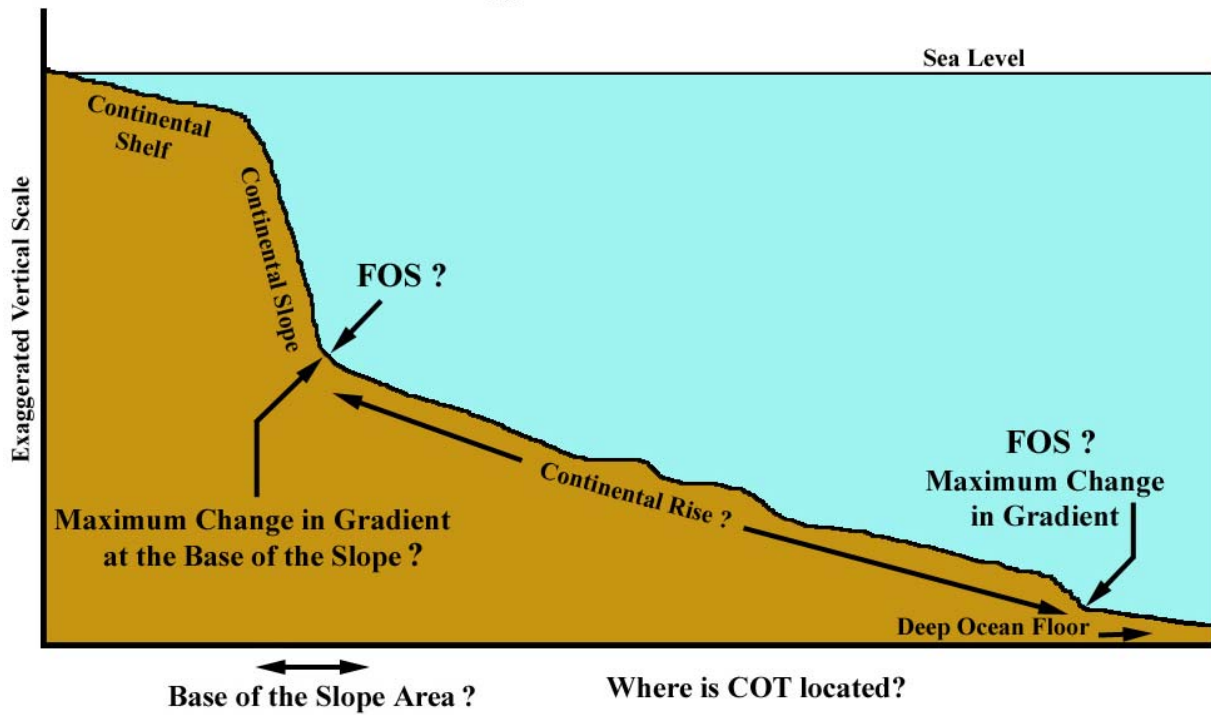 Sea Level
Continental
Shelf
Continental Slope
Exaggerated Vertical Scale
FOS ?
FOS ?
Maximum Change
in Gradient
Continental Rise ?
Maximum Change in Gradient
at the Base of the Slope ?
Deep Ocean Floor
Base of the Slope Area ?
Where is COT located?